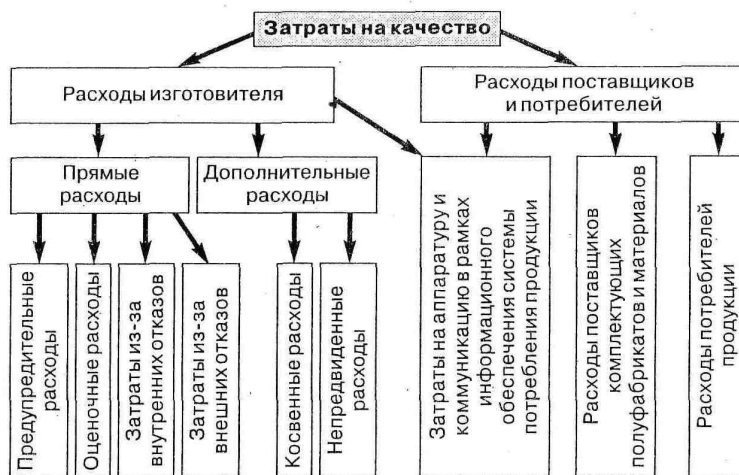 Затраты на качество
Расходы изготовителя
Расходы поставщиков
и потребителей
Прямые
расходы
Дополнительные
расходы
Предупредительные
расходы
Оценочные расходы
Затраты из-за
внутренних отказов
Затраты из-за
внешних отказов
Косвенные расходы
Непредвиденные
расходы
Затраты на аппаратуру и
коммуникацию в рамках
информационного
обеспечения системы
потребления продукции
Расходы поставщиков
комплектующих
полуфабрикатов и материалов
Расходы потребителей
продукции